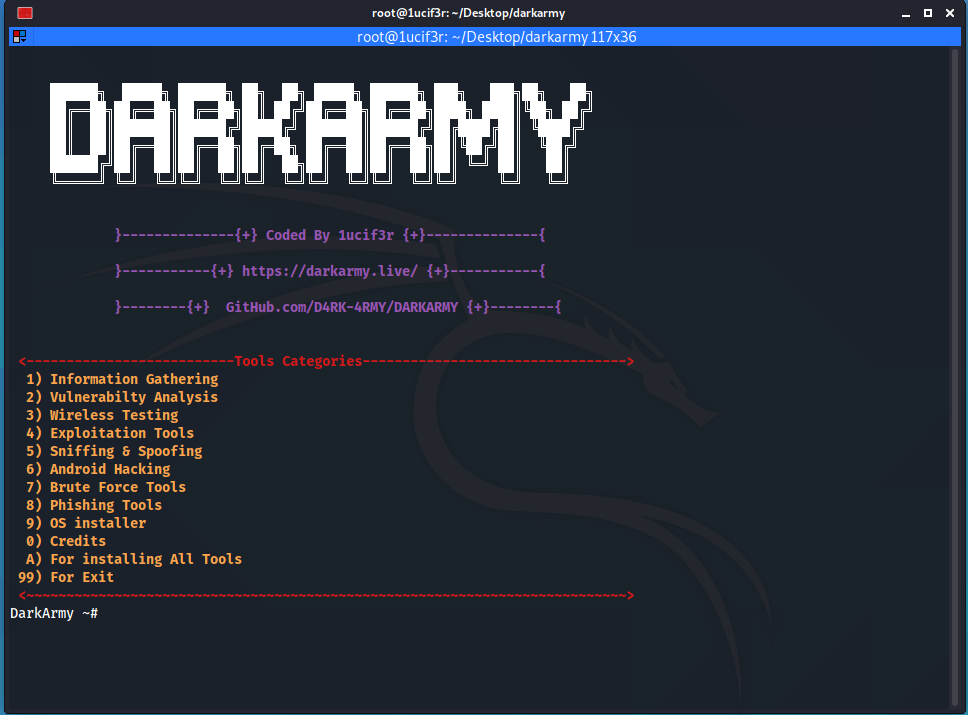 root@1ucif3r: ~/Desktop/darkarmy
root@1ucif3r: ~/Desktop/darkarmy 117x36
DARKARMY
}--------------{+} Coded By 1ucif3r {+}--------------{
}-----------{+} https://darkarmy.live/ {+}-----------{
}--------{+}  GitHub.com/D4RK-4RMY/DARKARMY {+}--------{
<--------------------------Tools Categories--------------------------------->
1) Information Gathering
2) Vulnerabilty Analysis
3) Wireless Testing
4) Exploitation Tools
5) Sniffing & Spoofing
6) Android Hacking
7) Brute Force Tools
8) Phishing Tools
9) OS installer
0) Credits
A) For installing All Tools
99) For Exit
<~~~~~~~~~~~~~~~~~~~~~~~~~~~~~~~~~~~~~~~~~~~~~~~~~~~~~~~~~~~~~~~~~~~~~~~~~~~>
DarkArmy ~#